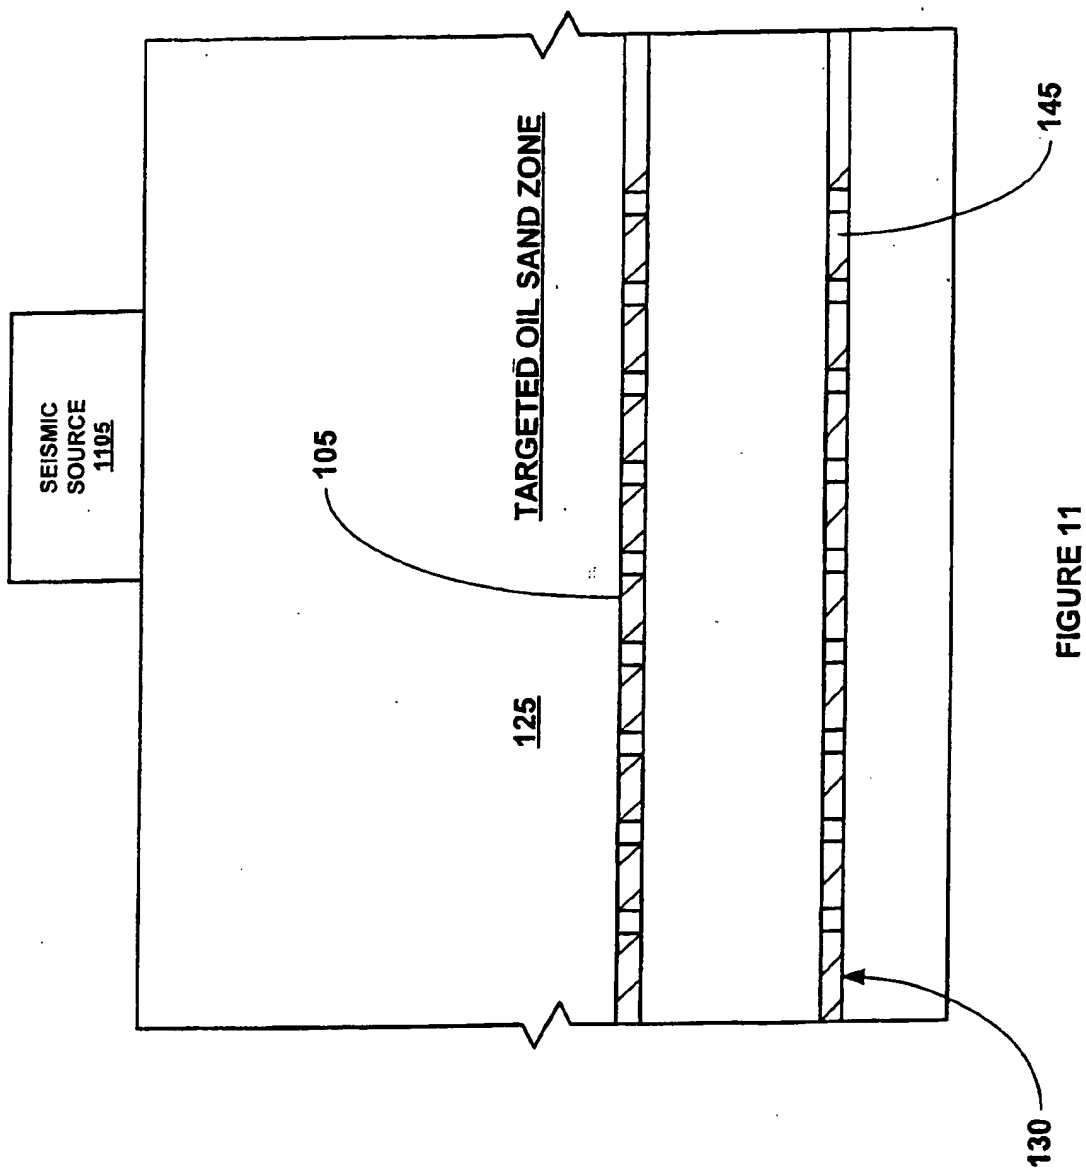 SEISMIC
SOURCE
1105
105
125
TARGETED OIL SAND ZONE
145
130
FIGURE 11